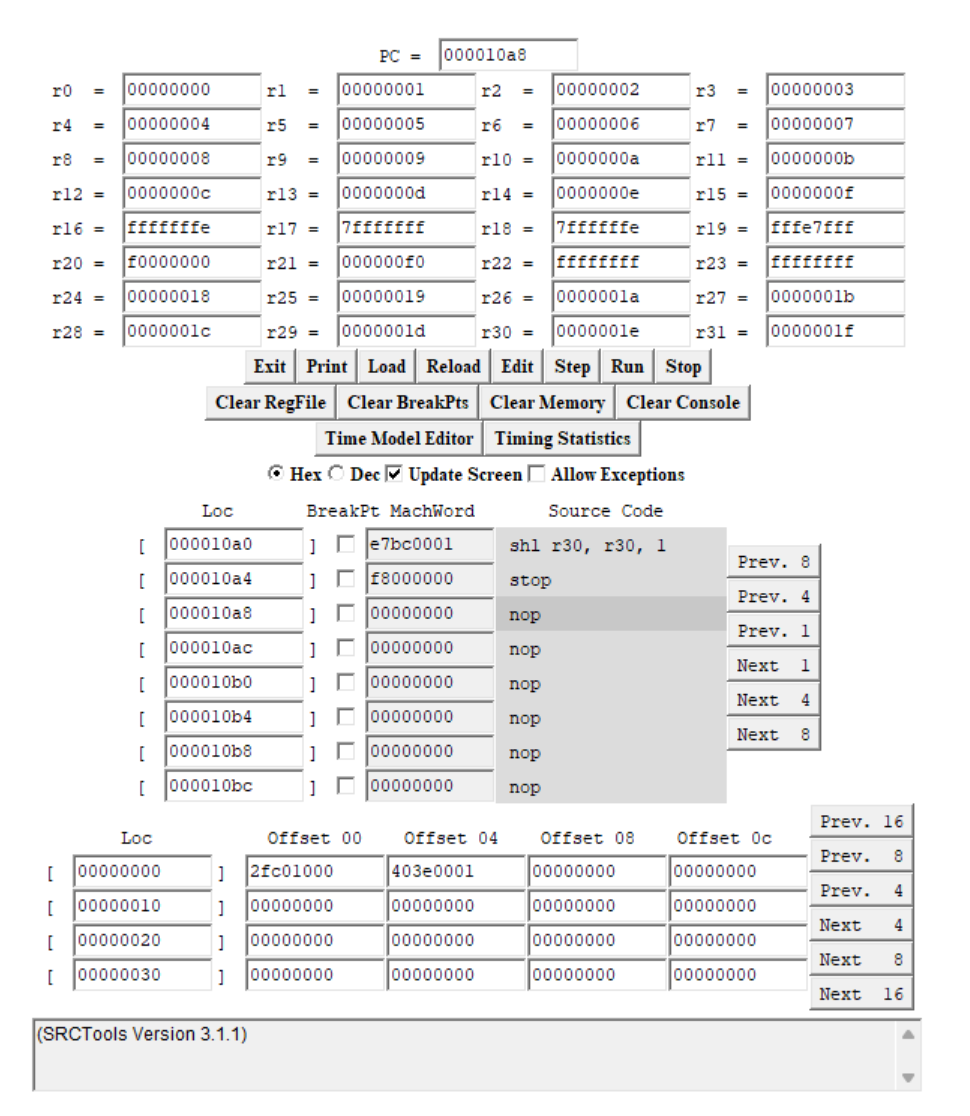 PC = 000010a8
r0 = 00000000 r1 = 00000001 r2 = 00000002 r3 = 00000003
r4 = 00000004 r5 = 00000005 r6 = 00000006 r7 = 00000007
r8 = 00000008 r9 = 00000009 r10 = 0000000a r11 = 0000000b
r12 = 0000000c r13 = 0000000d r14 = 0000000e r15 = 0000000f
r16 = fffffffe r17 = 7fffffff r18 = 7ffffffe r19 = fffe7fff
r20 = f0000000 r21 = 000000f0 r22 = ffffffff r23 = ffffffff
r24 = 00000018 r25 = 00000019 r26 = 0000001a r27 = 0000001b
r28 = 0000001c r29 = 0000001d r30 = 0000001e r31 = 0000001f
Exit Print Load Reload Edit Step Run Stop
Clear RegFile Clear BreakPts Clear Memory Clear Console
Time Model Editor Timing Statistics
Hex Dec Update Screen Allow Exceptions
Loc BreakPt MachWord Source Code
[ 000010a0 ] e7bc0001 shl r30, r30, 1
[ 000010a4 ] f8000000 stop
[ 000010a8 ] 00000000 nop
[ 000010ac ] 00000000 nop
[ 000010b0 ] 00000000 nop
[ 000010b4 ] 00000000 nop
[ 000010b8 ] 00000000 nop
[ 000010bc ] 00000000 nop
Prev. 8
Prev. 4
Prev. 1
Next 1
Next 4
Next 8
Loc Offset 00 Offset 04 Offset 08 Offset 0c
[ 00000000 ] 2fc01000 403e0001 00000000 00000000
[ 00000010 ] 00000000 00000000 00000000 00000000
[ 00000020 ] 00000000 00000000 00000000 00000000
[ 00000030 ] 00000000 00000000 00000000 00000000
Prev. 16
Prev. 8
Prev. 4
Next 4
Next 8
Next 16
(SRCTools Version 3.1.1)